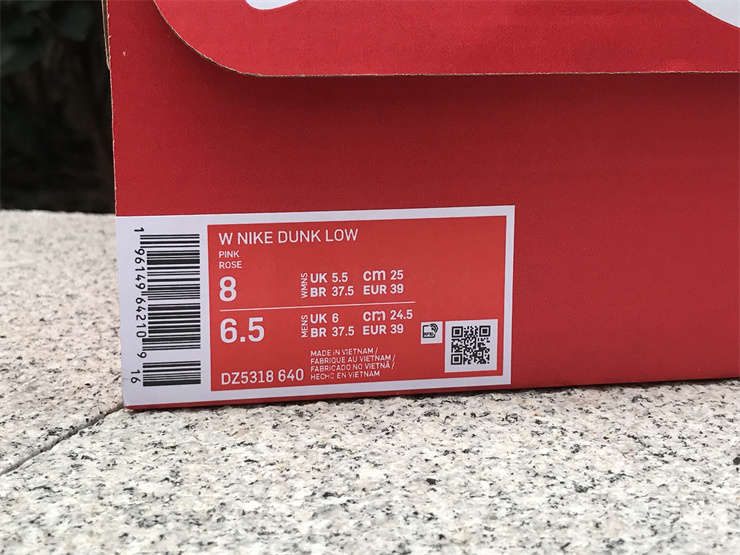 W NIKE DUNK LOW
PINK
ROSE
8
WMNS
UK 5.5 cm 25
BR 37.5 EUR 39
6.5
MENS
UK 6 cm 24.5
BR 37.5 EUR 39
DZ5318 640
MADE IN VIETNAM /
FABRIQUE AU VIETNAM /
FABRICADO NO VIETNÃ /
HECHO EN VIETNAM
1 96149 64210 9 16